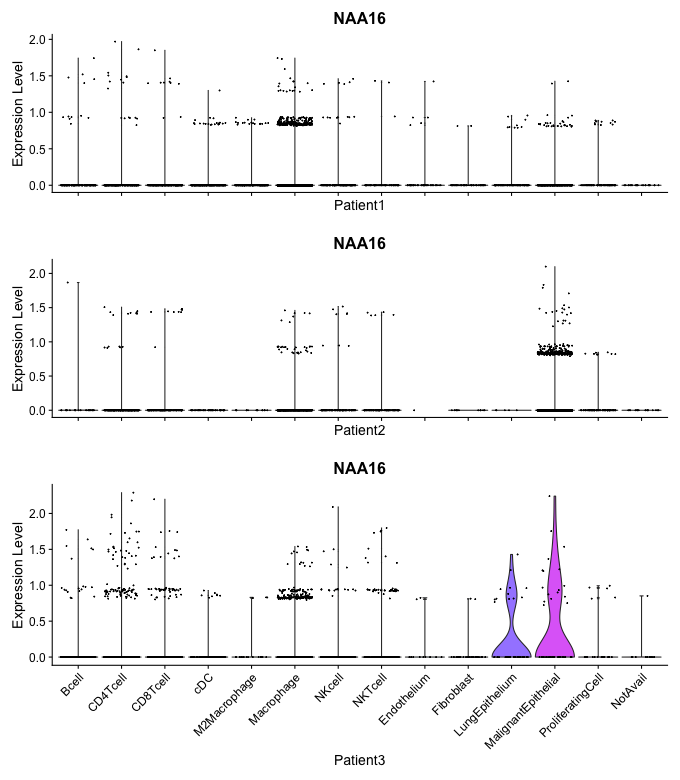 NAA16
Expression Level
2.0
1.5
1.0
0.5
0.0
Patient1
NAA16
Expression Level
2.0
1.5
1.0
0.5
0.0
Patient2
NAA16
Expression Level
2.0
1.5
1.0
0.5
0.0
Bcell
CD4Tcell
CD8Tcell
cDC
M2Macrophage
Macrophage
NKcell
NKTcell
Endothelium
Fibroblast
LungEpithelium
MalignantEpithelial
ProliferatingCell
NotAvail
Patient3